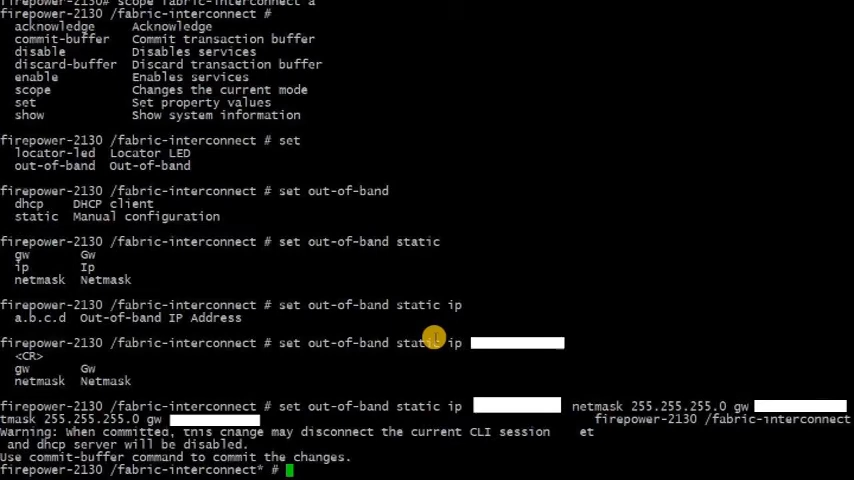 firepower-2130# scope fabric-interconnect a
firepower-2130 /fabric-interconnect #
acknowledge Acknowledge
commit-buffer Commit transaction buffer
disable Disables services
discard-buffer Discard transaction buffer
enable Enables services
scope Changes the current mode
set Set property values
show Show system information
firepower-2130 /fabric-interconnect # set
locator-led Locator LED
out-of-band Out-of-band
firepower-2130 /fabric-interconnect # set out-of-band
dhcp DHCP client
static Manual configuration
firepower-2130 /fabric-interconnect # set out-of-band static
gw Gw
ip Ip
netmask Netmask
firepower-2130 /fabric-interconnect # set out-of-band static ip
a.b.c.d Out-of-band IP Address
firepower-2130 /fabric-interconnect # set out-of-band static ip
<CR>
gw Gw
netmask Netmask
firepower-2130 /fabric-interconnect # set out-of-band static ip netmask 255.255.255.0 gw
tmask 255.255.255.0 gw firepower-2130 /fabric-interconnect
Warning: When committed, this change may disconnect the current CLI session et
and dhcp server will be disabled.
Use commit-buffer command to commit the changes.
firepower-2130 /fabric-interconnect* #